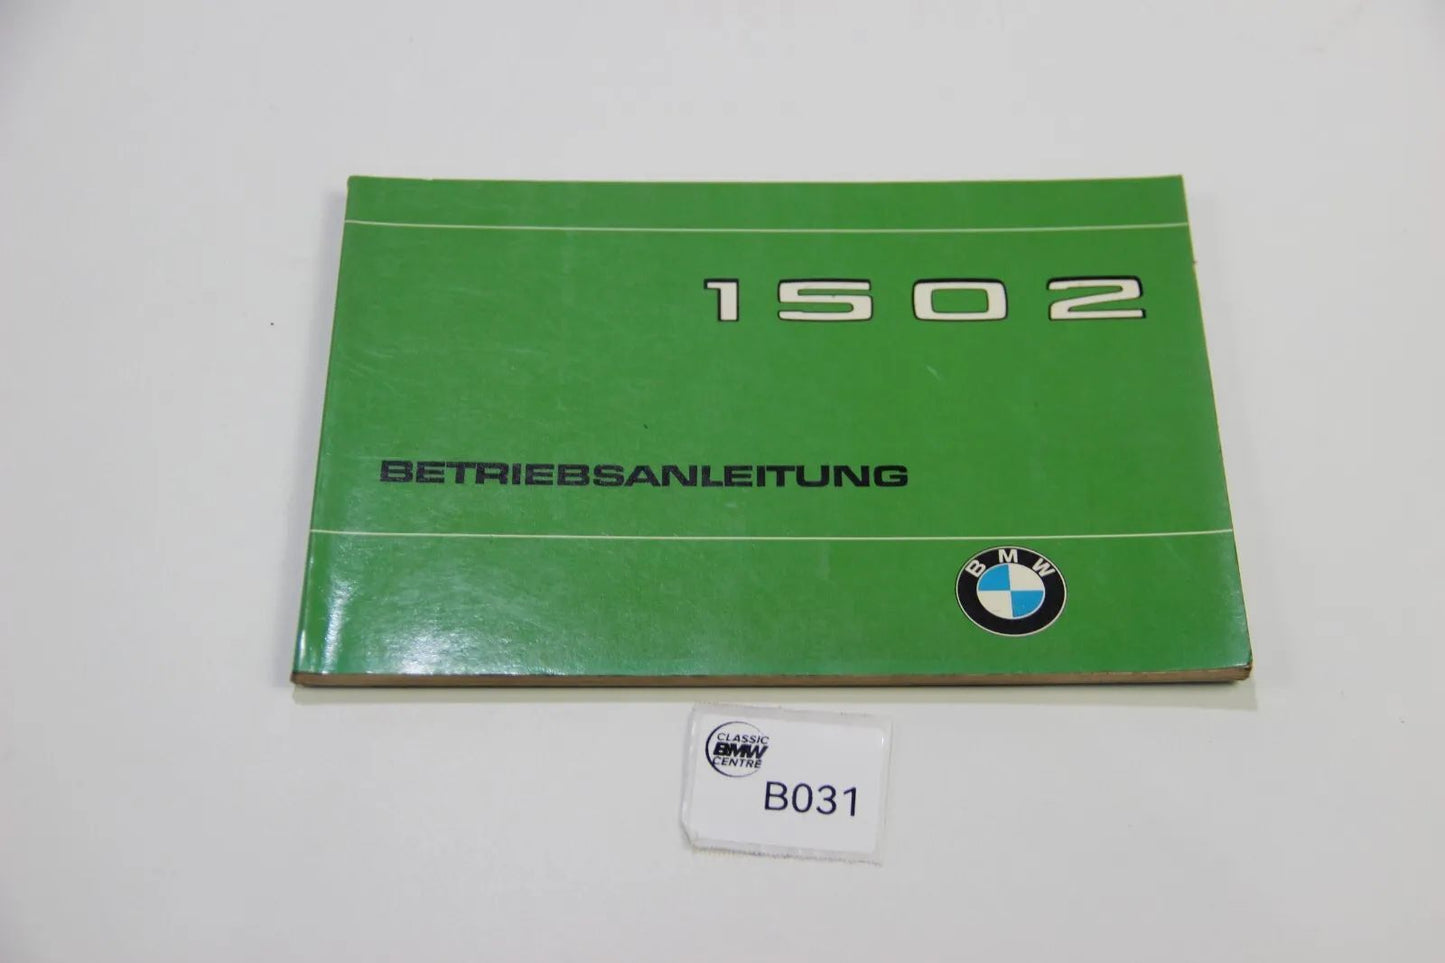 1502
BETRIEBSANLEITUNG
BMW
CLASSIC
BMW
CENTRE
B031